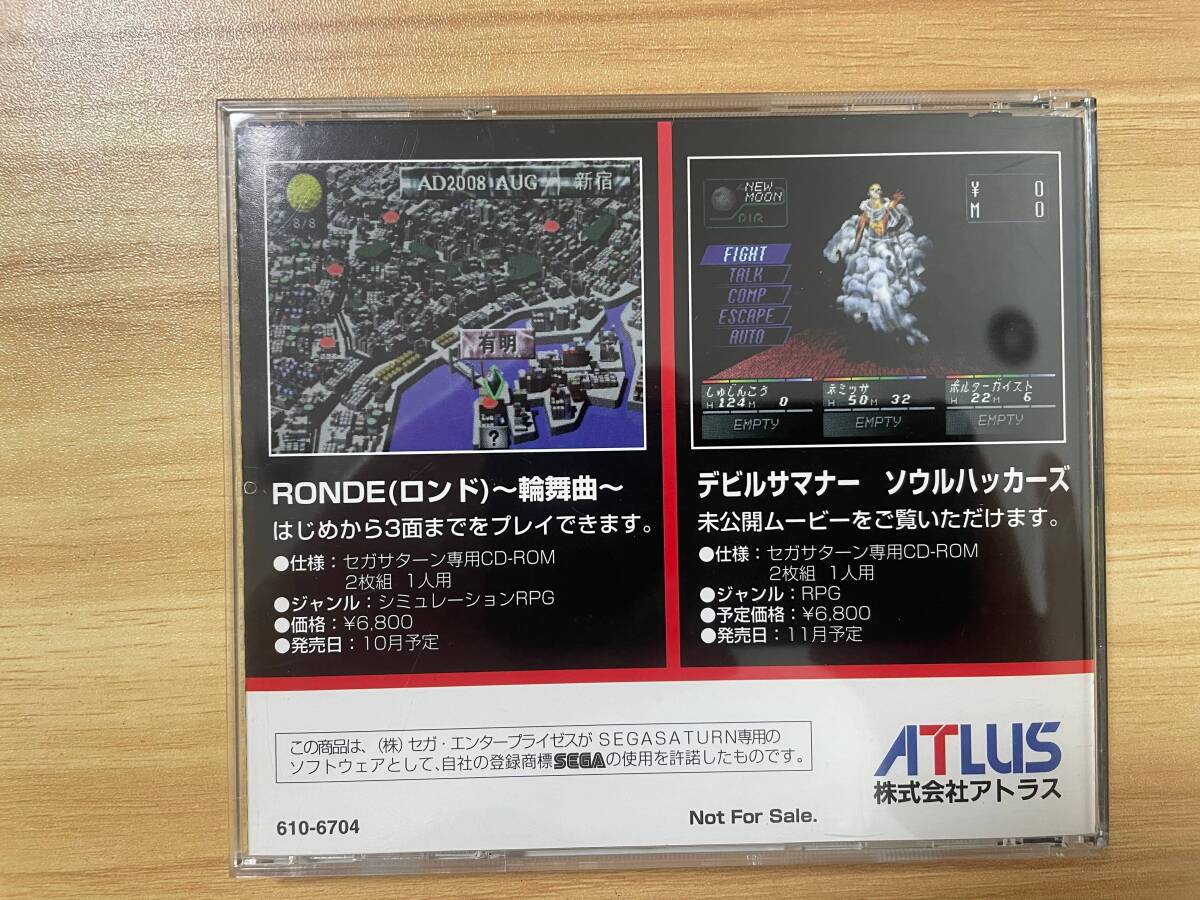 AD2008 AUG 新宿
8/8
有明
?
RONDE(ロンド)～輪舞曲～
はじめから3面までをプレイできます。
●仕様：セガサターン専用CD-ROM
2枚組 1人用
●ジャンル：シミュレーションRPG
●価格：¥6,800
●発売日：10月予定
NEW
MOON
DIR
¥ 0
M 0
FIGHT
TALK
COMP
ESCAPE
AUTO
しゅじんこう ネミッサ ポルターガイスト
H 124 M 0 H 50 M 32 H 22 M 6
EMPTY EMPTY EMPTY
デビルサマナー ソウルハッカーズ
未公開ムービーをご覧いただけます。
●仕様：セガサターン専用CD-ROM
2枚組 1人用
●ジャンル：RPG
●予定価格：¥6,800
●発売日：11月予定
この商品は、(株)セガ・エンタープライゼスがSEGASATURN専用の
ソフトウェアとして、自社の登録商標SEGAの使用を許諾したものです。
ATLUS
株式会社アトラス
610-6704
Not For Sale.